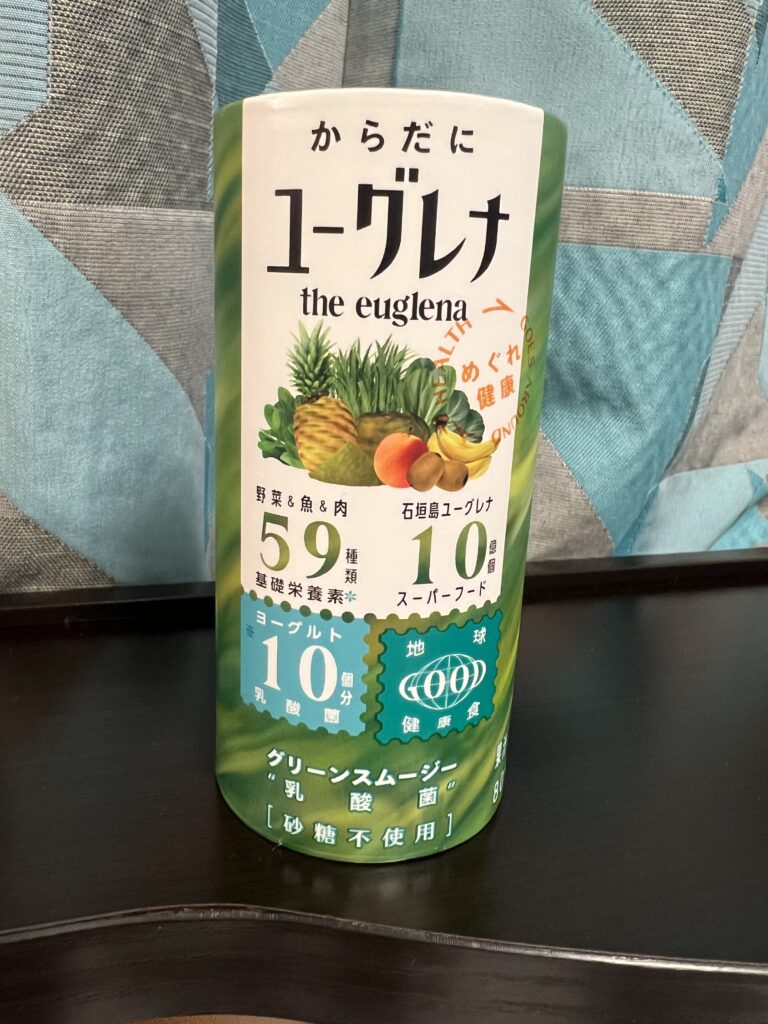 からだに
ユーグレナ
the euglena
HEALTH GOES AROUND
めぐれ
健康
野菜&魚&肉
59種類
基礎栄養素*
石垣島ユーグレナ
10億個
スーパーフード
ヨーグルト
※10個分
乳酸菌
地球
GOOD
健康食
グリーンスムージー
"乳酸菌"
[砂糖不使用]